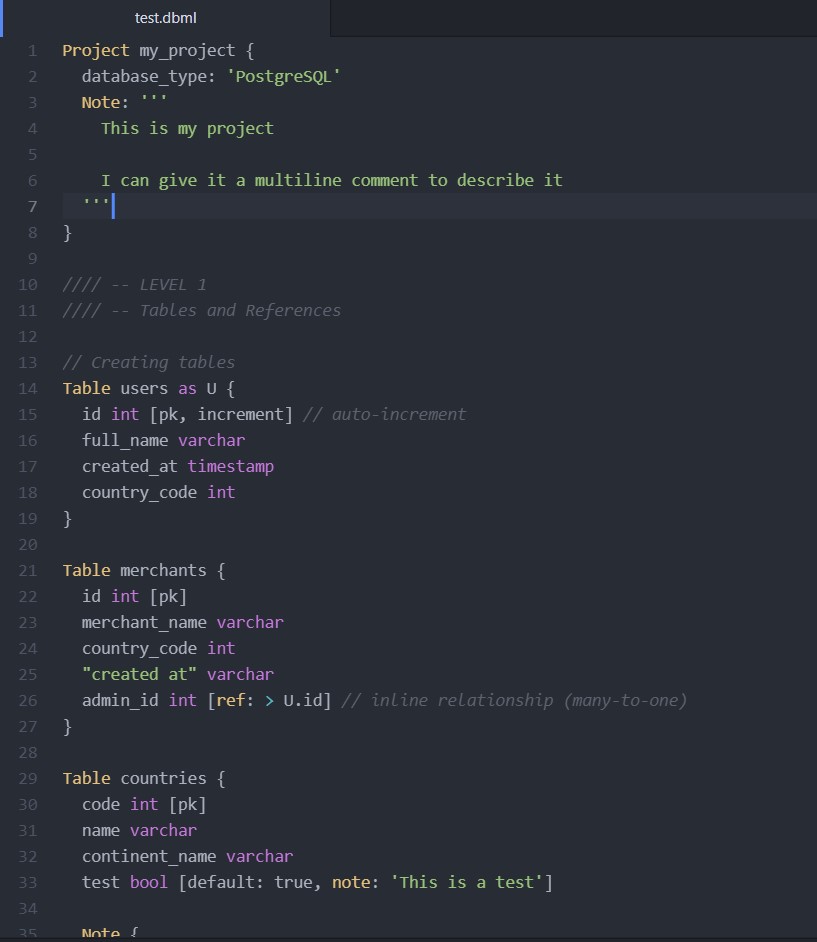 test.dbml
1 Project my_project {
2   database_type: 'PostgreSQL'
3   Note: '''
4     This is my project
5
6     I can give it a multiline comment to describe it
7   '''
8 }
9
10 //// -- LEVEL 1
11 //// -- Tables and References
12
13 // Creating tables
14 Table users as U {
15   id int [pk, increment] // auto-increment
16   full_name varchar
17   created_at timestamp
18   country_code int
19 }
20
21 Table merchants {
22   id int [pk]
23   merchant_name varchar
24   country_code int
25   "created at" varchar
26   admin_id int [ref: > U.id] // inline relationship (many-to-one)
27 }
28
29 Table countries {
30   code int [pk]
31   name varchar
32   continent_name varchar
33   test bool [default: true, note: 'This is a test']
34
35   Note {